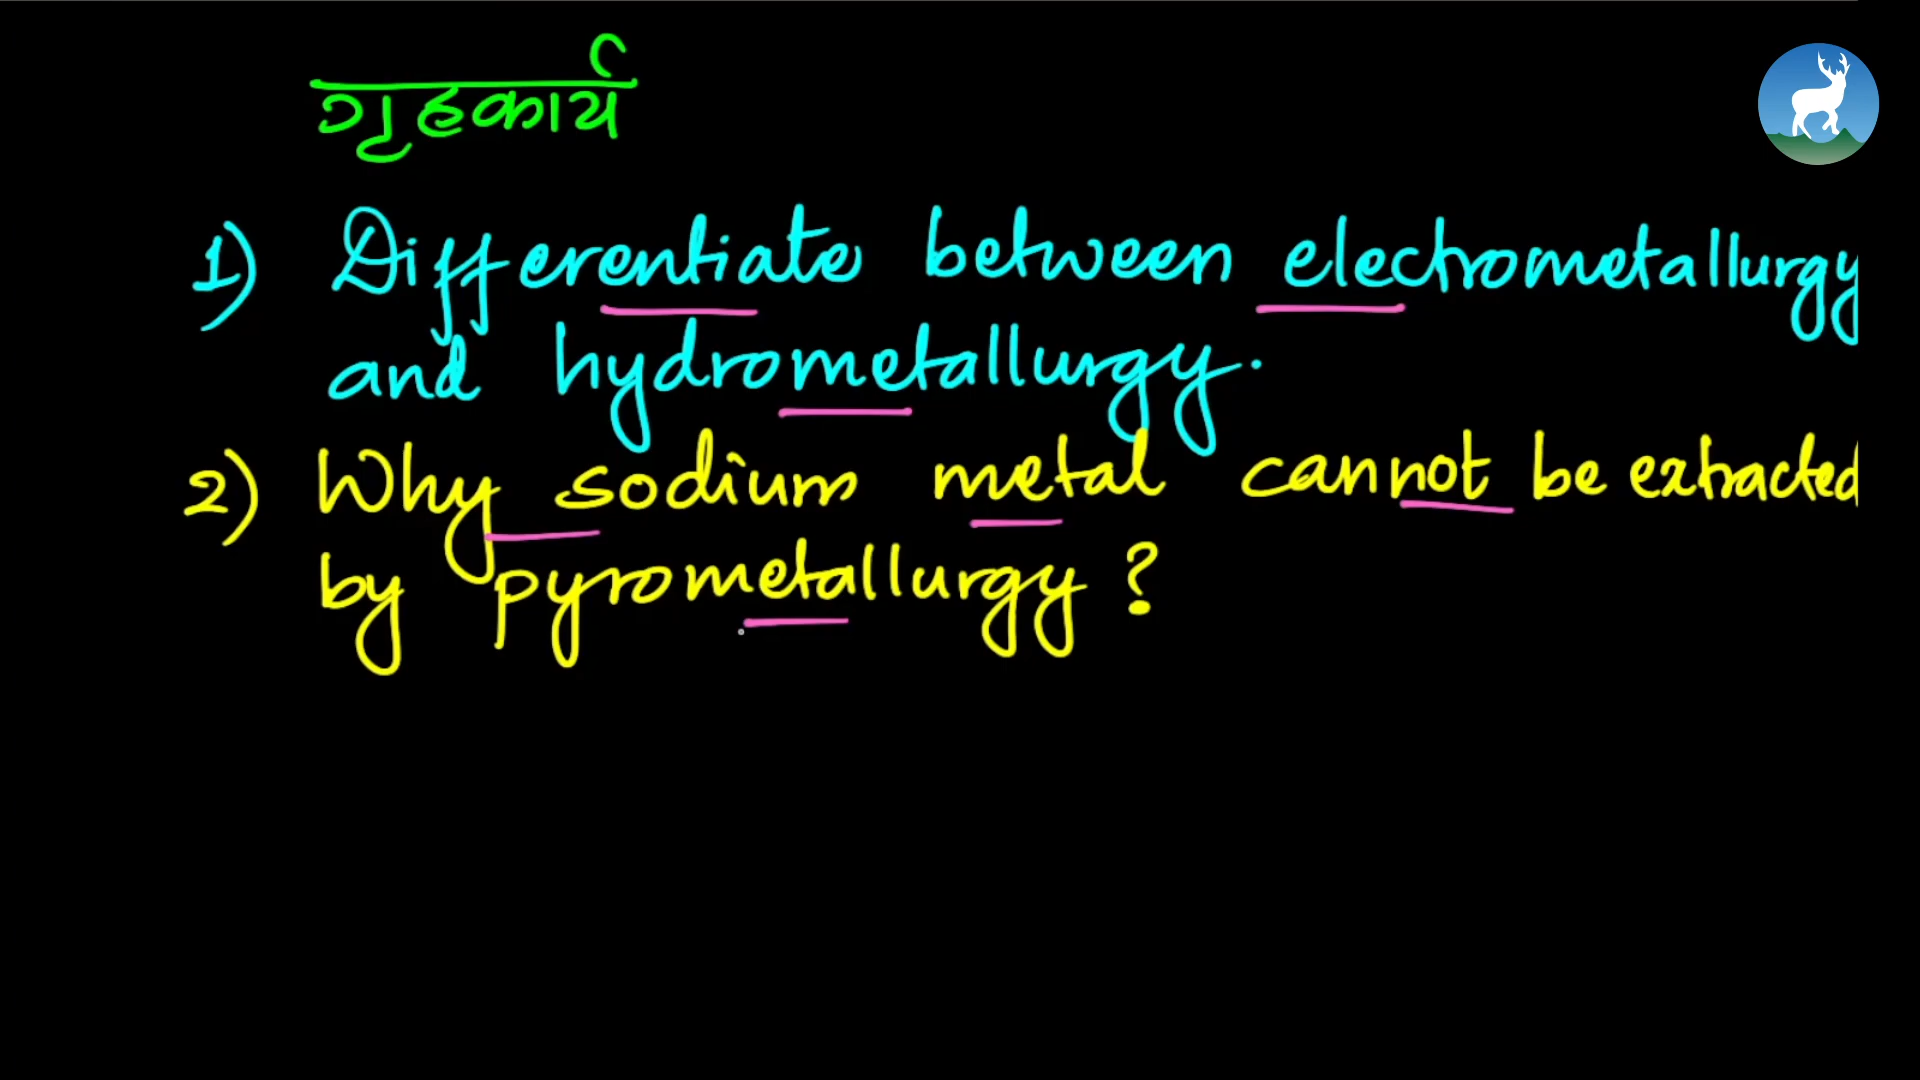 गृहकार्य
1) Differentiate between electrometallurgy
and hydrometallurgy.
2) Why sodium metal cannot be extracted
by pyrometallurgy?